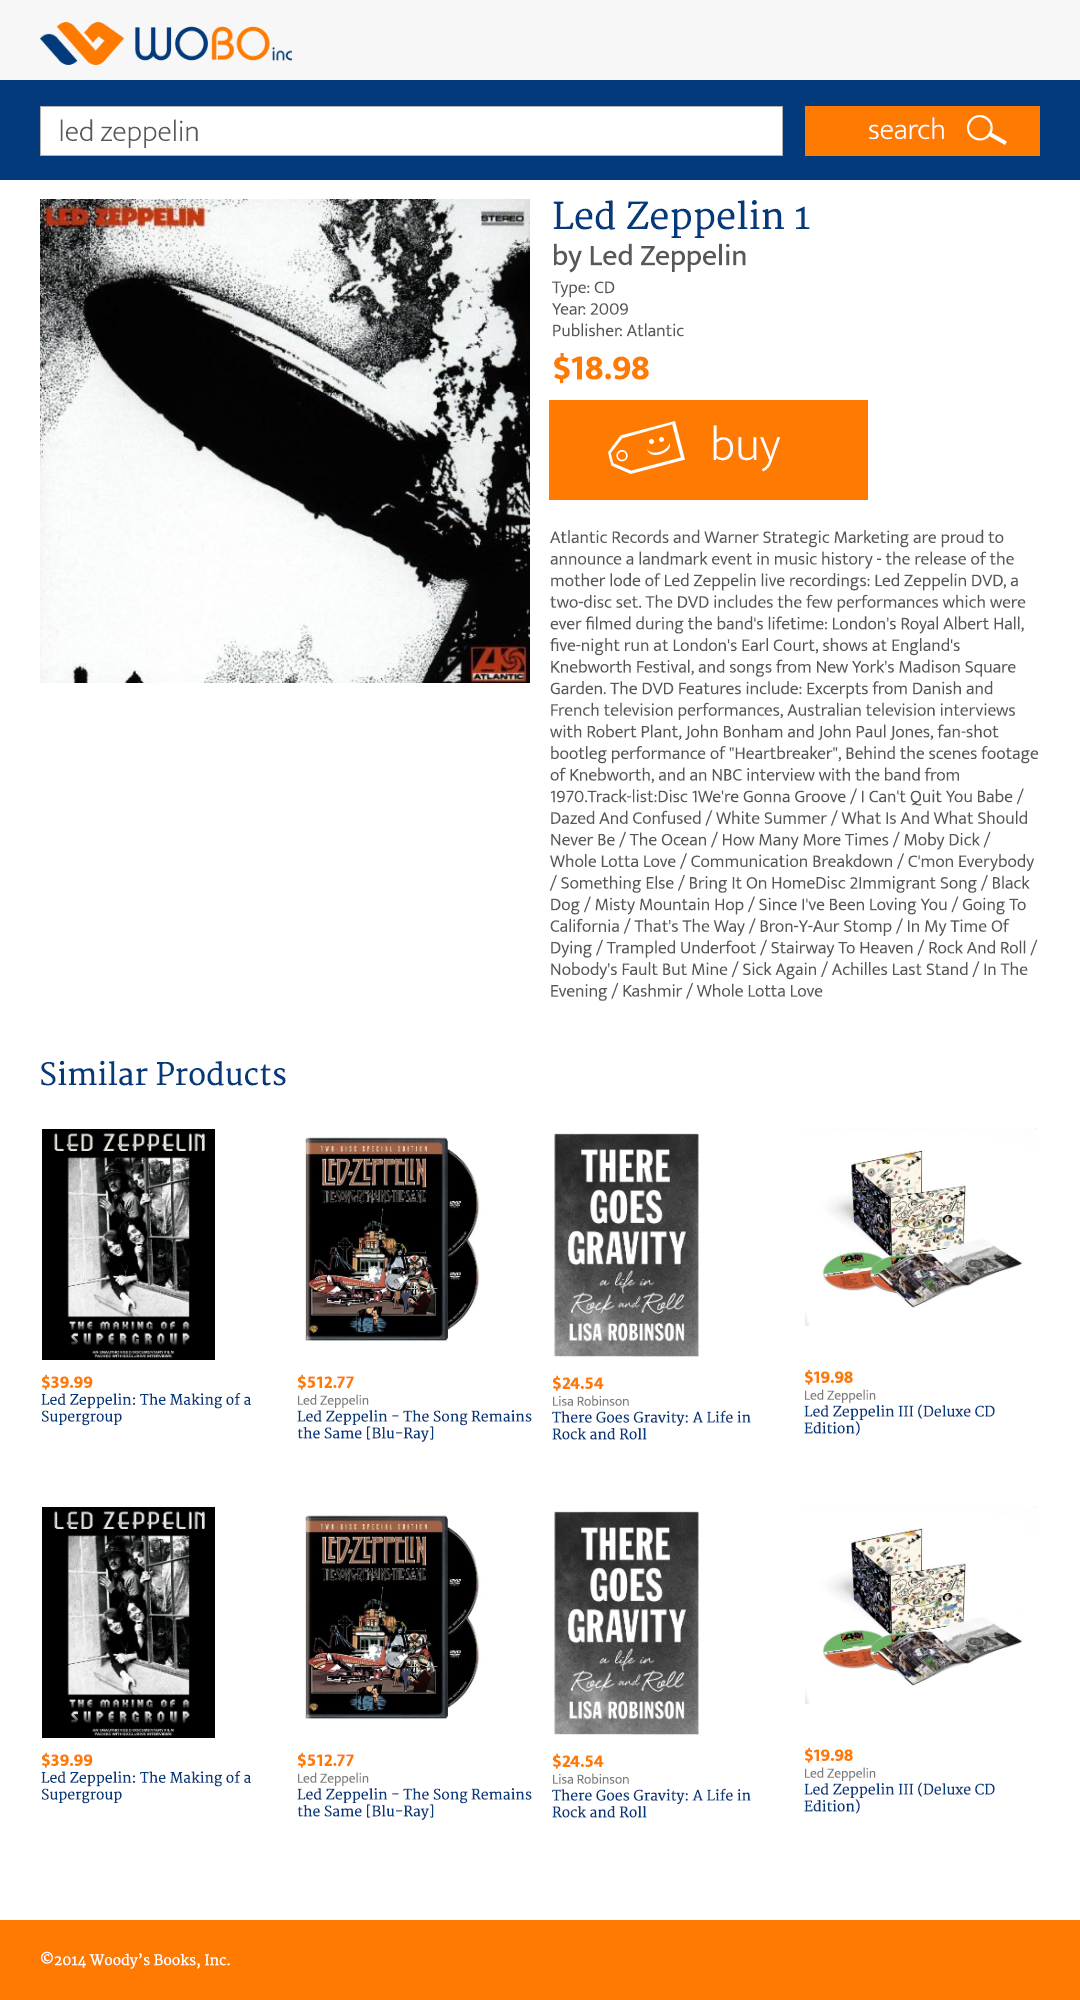 WOBO inc
led zeppelin
search
LED ZEPPELIN
STEREO
ATLANTIC
Led Zeppelin 1
by Led Zeppelin
Type: CD
Year: 2009
Publisher: Atlantic
$18.98
buy
Atlantic Records and Warner Strategic Marketing are proud to
announce a landmark event in music history - the release of the
mother lode of Led Zeppelin live recordings: Led Zeppelin DVD, a
two-disc set. The DVD includes the few performances which were
ever filmed during the band's lifetime: London's Royal Albert Hall,
five-night run at London's Earl Court, shows at England's
Knebworth Festival, and songs from New York's Madison Square
Garden. The DVD Features include: Excerpts from Danish and
French television performances, Australian television interviews
with Robert Plant, John Bonham and John Paul Jones, fan-shot
bootleg performance of "Heartbreaker", Behind the scenes footage
of Knebworth, and an NBC interview with the band from
1970.Track-list:Disc 1We're Gonna Groove / I Can't Quit You Babe /
Dazed And Confused / White Summer / What Is And What Should
Never Be / The Ocean / How Many More Times / Moby Dick /
Whole Lotta Love / Communication Breakdown / C'mon Everybody
/ Something Else / Bring It On HomeDisc 2Immigrant Song / Black
Dog / Misty Mountain Hop / Since I've Been Loving You / Going To
California / That's The Way / Bron-Y-Aur Stomp / In My Time Of
Dying / Trampled Underfoot / Stairway To Heaven / Rock And Roll /
Nobody's Fault But Mine / Sick Again / Achilles Last Stand / In The
Evening / Kashmir / Whole Lotta Love
Similar Products
LED ZEPPELIN
THE MAKING OF A
SUPERGROUP
$39.99
Led Zeppelin: The Making of a
Supergroup
TWO DISC SPECIAL EDITION
LED-ZEPPELIN
THE SONG REMAINS THE SAME
DVD
DVD
$512.77
Led Zeppelin
Led Zeppelin - The Song Remains
the Same [Blu-Ray]
THERE
GOES
GRAVITY
a life in
Rock and Roll
LISA ROBINSON
$24.54
Lisa Robinson
There Goes Gravity: A Life in
Rock and Roll
$19.98
Led Zeppelin
Led Zeppelin III (Deluxe CD
Edition)
LED ZEPPELIN
THE MAKING OF A
SUPERGROUP
$39.99
Led Zeppelin: The Making of a
Supergroup
TWO DISC SPECIAL EDITION
LED-ZEPPELIN
THE SONG REMAINS THE SAME
DVD
DVD
$512.77
Led Zeppelin
Led Zeppelin - The Song Remains
the Same [Blu-Ray]
THERE
GOES
GRAVITY
a life in
Rock and Roll
LISA ROBINSON
$24.54
Lisa Robinson
There Goes Gravity: A Life in
Rock and Roll
$19.98
Led Zeppelin
Led Zeppelin III (Deluxe CD
Edition)
©2014 Woody's Books, Inc.